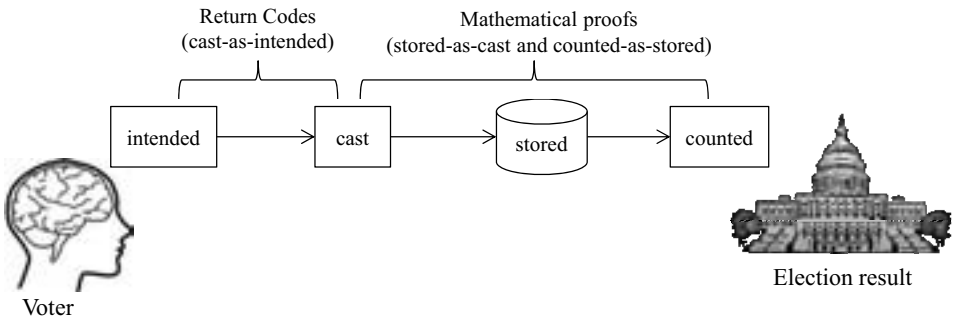 Return Codes
(cast-as-intended)
Mathematical proofs
(stored-as-cast and counted-as-stored)
intended
cast
stored
counted
Voter
Election result